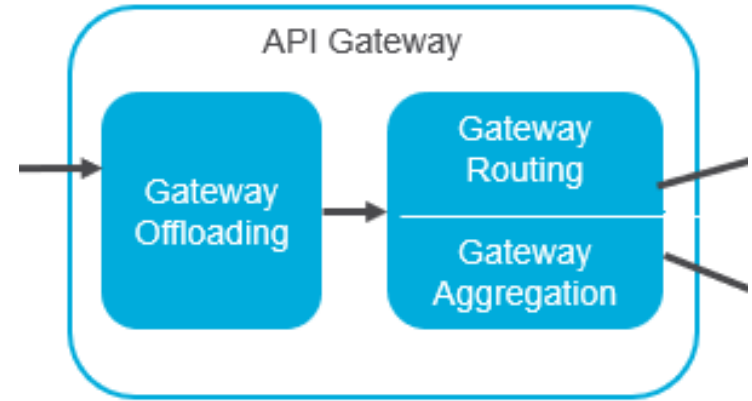 API Gateway
Gateway
Offloading
Gateway
Routing
Gateway
Aggregation